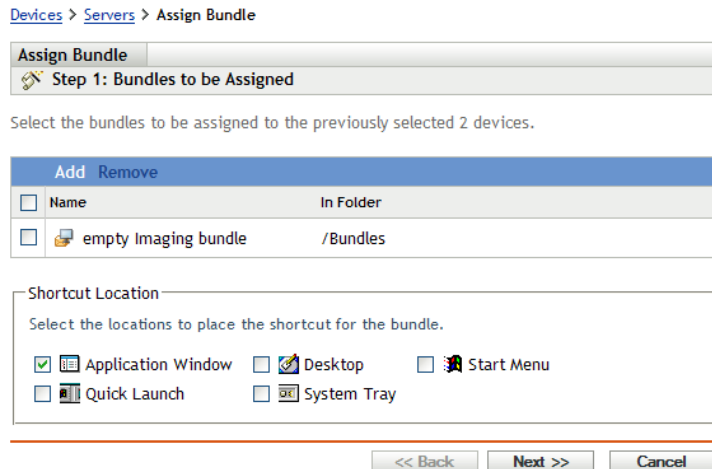 Devices > Servers > Assign Bundle
Assign Bundle
Step 1: Bundles to be Assigned
Select the bundles to be assigned to the previously selected 2 devices.
Add Remove
Name In Folder
empty Imaging bundle /Bundles
Shortcut Location
Select the locations to place the shortcut for the bundle.
Application Window Desktop Start Menu
Quick Launch System Tray
<< Back Next >> Cancel